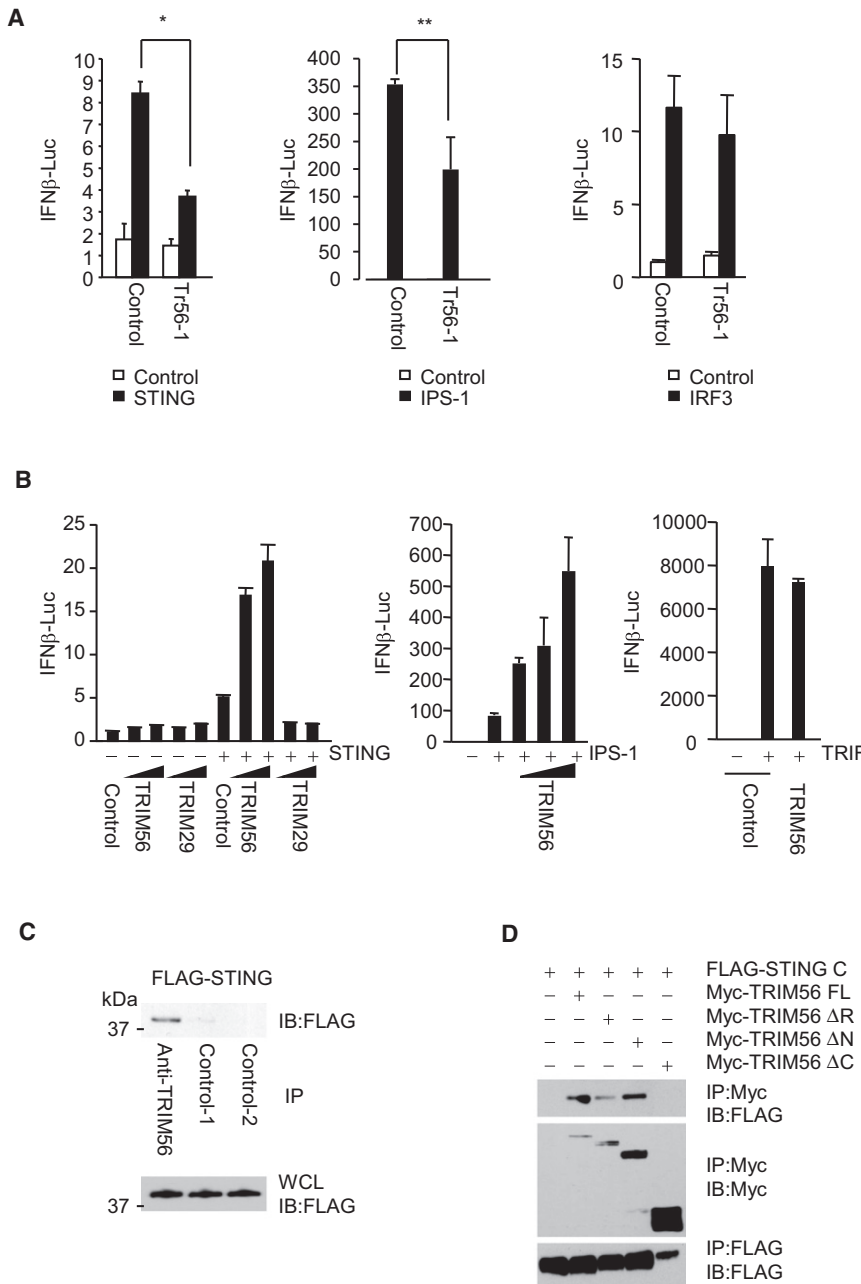 A
*
10
9
8
7
6
5
4
3
2
1
0
IFNβ-Luc
Control
Tr56-1
Control
STING
**
400
350
300
250
200
150
100
50
0
IFNβ-Luc
Control
Tr56-1
Control
IPS-1
15
10
5
0
IFNβ-Luc
Control
Tr56-1
Control
IRF3
B
25
20
15
10
5
0
IFNβ-Luc
− − − − − + + + + + STING
Control
TRIM56
TRIM29
Control
TRIM56
TRIM29
700
600
500
400
300
200
100
0
IFNβ-Luc
− + + + + IPS-1
TRIM56
10000
8000
6000
4000
2000
0
IFNβ-Luc
− + + TRIF
Control
TRIM56
C
FLAG-STING
kDa
37
IB:FLAG
Anti-TRIM56
Control-1
Control-2
IP
37
WCL
IB:FLAG
D
+ + + + + FLAG-STING C
− + − − − Myc-TRIM56 FL
− − + − − Myc-TRIM56 ΔR
− − − + − Myc-TRIM56 ΔN
− − − − + Myc-TRIM56 ΔC
IP:Myc
IB:FLAG
IP:Myc
IB:Myc
IP:FLAG
IB:FLAG